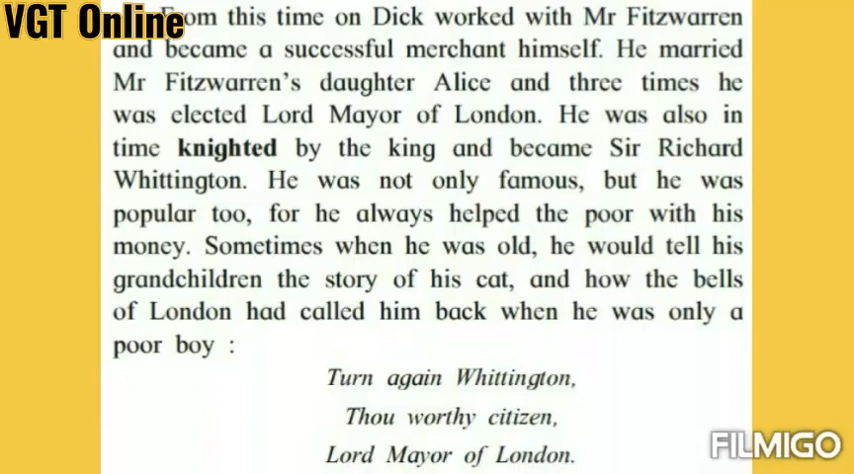 VGT Online
From this time on Dick worked with Mr Fitzwarren
and became a successful merchant himself. He married
Mr Fitzwarren's daughter Alice and three times he
was elected Lord Mayor of London. He was also in
time knighted by the king and became Sir Richard
Whittington. He was not only famous, but he was
popular too, for he always helped the poor with his
money. Sometimes when he was old, he would tell his
grandchildren the story of his cat, and how the bells
of London had called him back when he was only a
poor boy :
Turn again Whittington,
Thou worthy citizen,
Lord Mayor of London.
FILMIGO